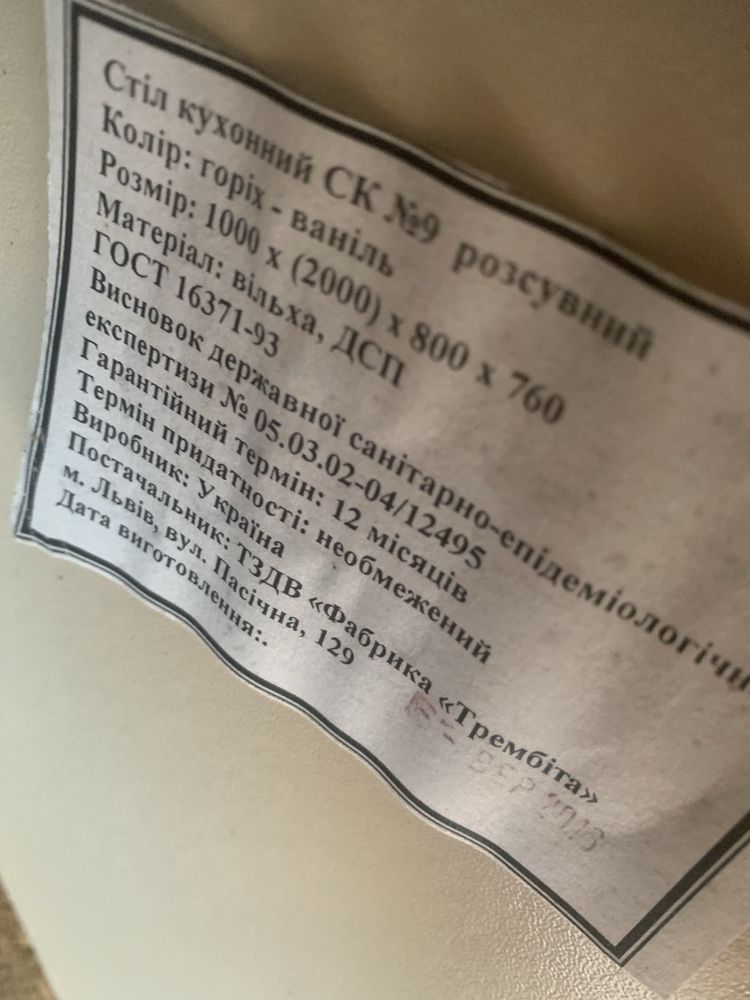 Стіл кухонний СК №9 розсувний
Колір: горіх - ваніль
Розмір: 1000 х (2000) х 800 х 760
Матеріал: вільха, ДСП
ГОСТ 16371-93
Висновок державної санітарно-епідеміологічн
експертизи № 05.03.02-04/12495
Гарантійний термін: 12 місяців
Термін придатності: необмежений
Виробник: Україна
Постачальник: ТЗДВ «Фабрика «Трембіта»
м. Львів, вул. Пасічна, 129
Дата виготовлення:.